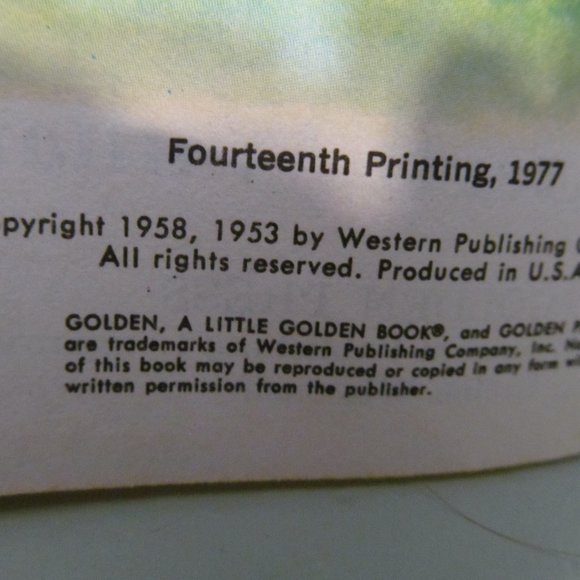 Fourteenth Printing, 1977
pyright 1958, 1953 by Western Publishing
All rights reserved. Produced in U.S.A
GOLDEN, A LITTLE GOLDEN BOOK®, and GOLDEN
are trademarks of Western Publishing Company, Inc. No
of this book may be reproduced or copied in any form
written permission from the publisher.